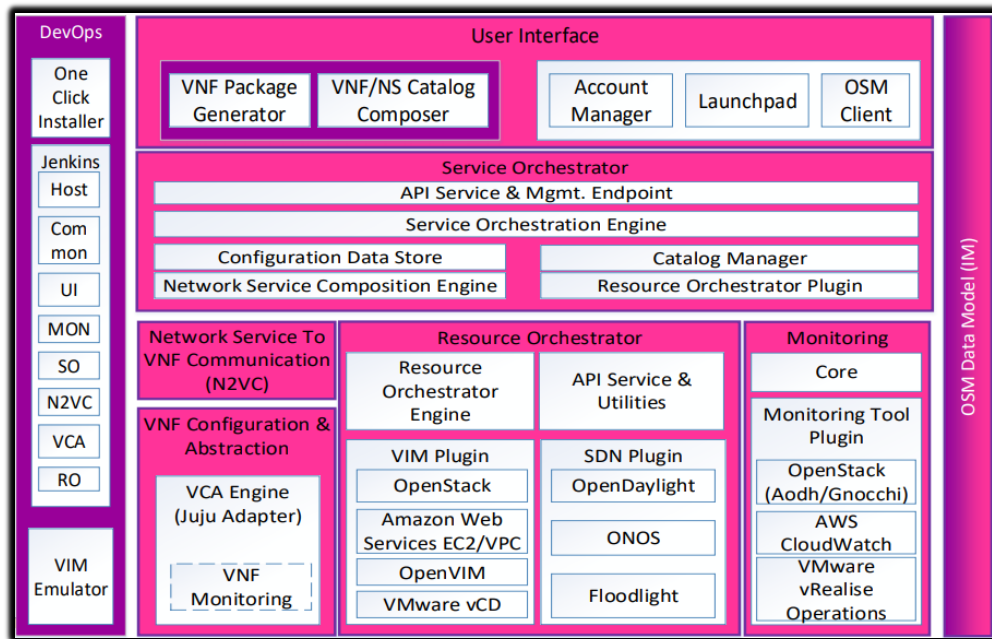 DevOps
One
Click
Installer
Jenkins
Host
Com
mon
UI
MON
SO
N2VC
VCA
RO
VIM
Emulator
User Interface
VNF Package
Generator
VNF/NS Catalog
Composer
Account
Manager
Launchpad
OSM
Client
Service Orchestrator
API Service & Mgmt. Endpoint
Service Orchestration Engine
Configuration Data Store
Catalog Manager
Network Service Composition Engine
Resource Orchestrator Plugin
Network Service To
VNF Communication
(N2VC)
VNF Configuration &
Abstraction
VCA Engine
(Juju Adapter)
VNF
Monitoring
Resource Orchestrator
Resource
Orchestrator
Engine
API Service &
Utilities
VIM Plugin
OpenStack
Amazon Web
Services EC2/VPC
OpenVIM
VMware vCD
SDN Plugin
OpenDaylight
ONOS
Floodlight
Monitoring
Core
Monitoring Tool
Plugin
OpenStack
(Aodh/Gnocchi)
AWS
CloudWatch
VMware
vRealise
Operations
OSM Data Model (IM)